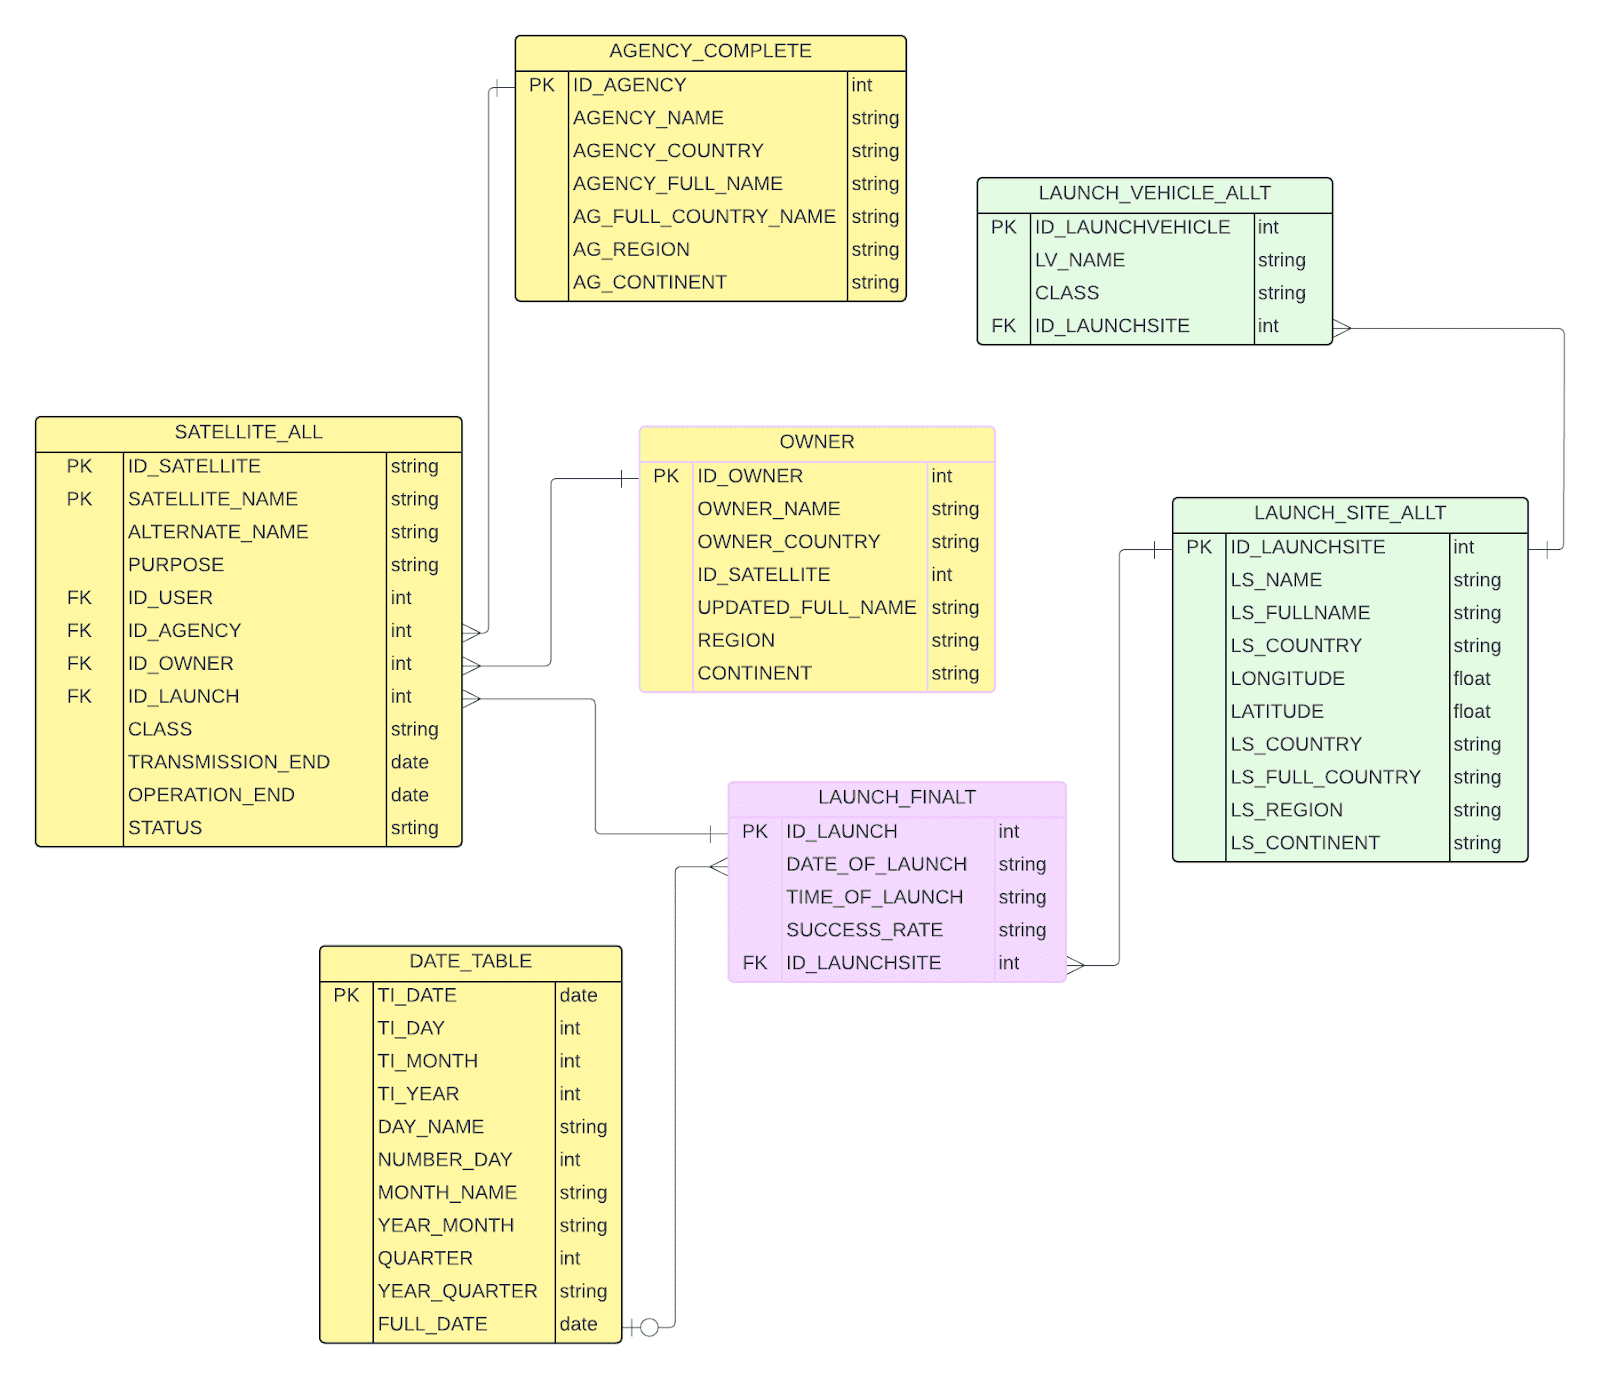 AGENCY_COMPLETE
PK ID_AGENCY int
AGENCY_NAME string
AGENCY_COUNTRY string
AGENCY_FULL_NAME string
AG_FULL_COUNTRY_NAME string
AG_REGION string
AG_CONTINENT string
LAUNCH_VEHICLE_ALLT
PK ID_LAUNCHVEHICLE int
LV_NAME string
CLASS string
FK ID_LAUNCHSITE int
SATELLITE_ALL
PK ID_SATELLITE string
PK SATELLITE_NAME string
ALTERNATE_NAME string
PURPOSE string
FK ID_USER int
FK ID_AGENCY int
FK ID_OWNER int
FK ID_LAUNCH int
CLASS string
TRANSMISSION_END date
OPERATION_END date
STATUS srting
OWNER
PK ID_OWNER int
OWNER_NAME string
OWNER_COUNTRY string
ID_SATELLITE int
UPDATED_FULL_NAME string
REGION string
CONTINENT string
LAUNCH_SITE_ALLT
PK ID_LAUNCHSITE int
LS_NAME string
LS_FULLNAME string
LS_COUNTRY string
LONGITUDE float
LATITUDE float
LS_COUNTRY string
LS_FULL_COUNTRY string
LS_REGION string
LS_CONTINENT string
LAUNCH_FINALT
PK ID_LAUNCH int
DATE_OF_LAUNCH string
TIME_OF_LAUNCH string
SUCCESS_RATE string
FK ID_LAUNCHSITE int
DATE_TABLE
PK TI_DATE date
TI_DAY int
TI_MONTH int
TI_YEAR int
DAY_NAME string
NUMBER_DAY int
MONTH_NAME string
YEAR_MONTH string
QUARTER int
YEAR_QUARTER string
FULL_DATE date